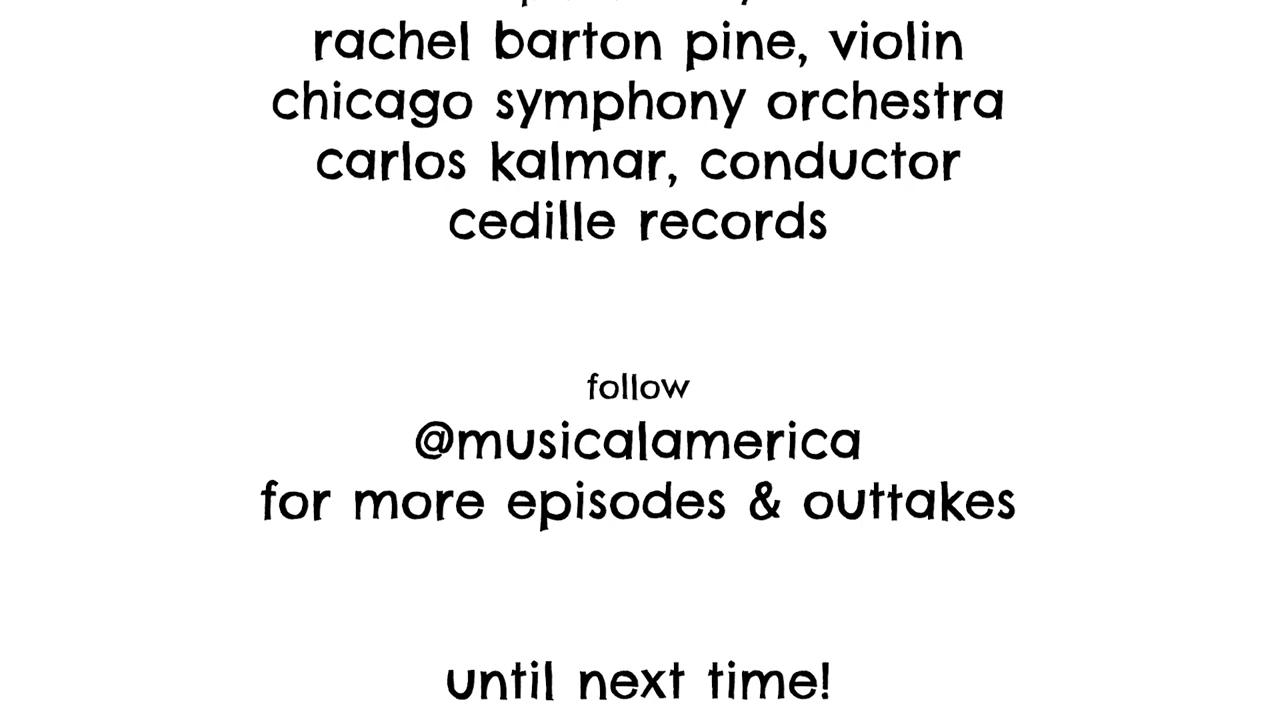 rachel barton pine, violin
chicago symphony orchestra
carlos kalmar, conductor
cedille records
follow
@musicalamerica
for more episodes & outtakes
until next time!